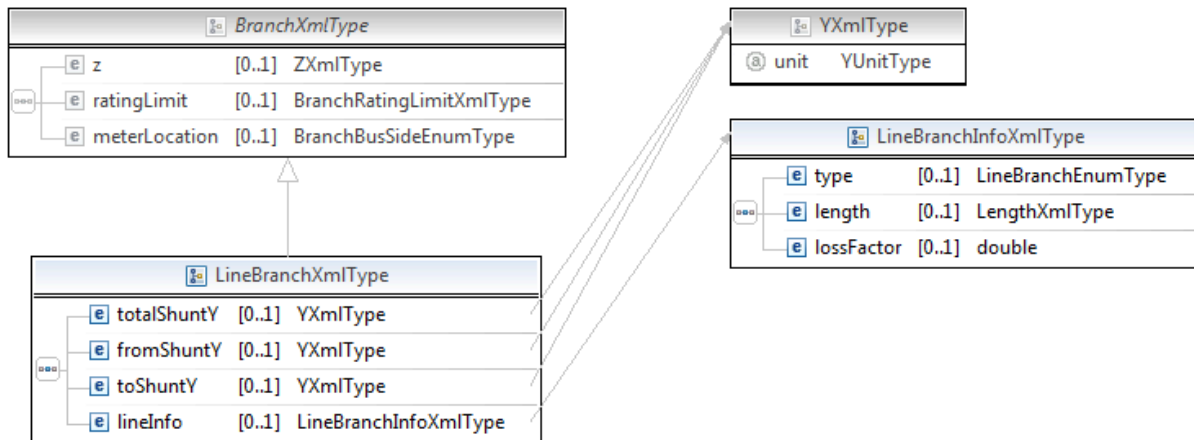 BranchXmlType
e z [0..1] ZXmlType
e ratingLimit [0..1] BranchRatingLimitXmlType
e meterLocation [0..1] BranchBusSideEnumType
YXmlType
a unit YUnitType
LineBranchInfoXmlType
e type [0..1] LineBranchEnumType
e length [0..1] LengthXmlType
e lossFactor [0..1] double
LineBranchXmlType
e totalShuntY [0..1] YXmlType
e fromShuntY [0..1] YXmlType
e toShuntY [0..1] YXmlType
e lineInfo [0..1] LineBranchInfoXmlType